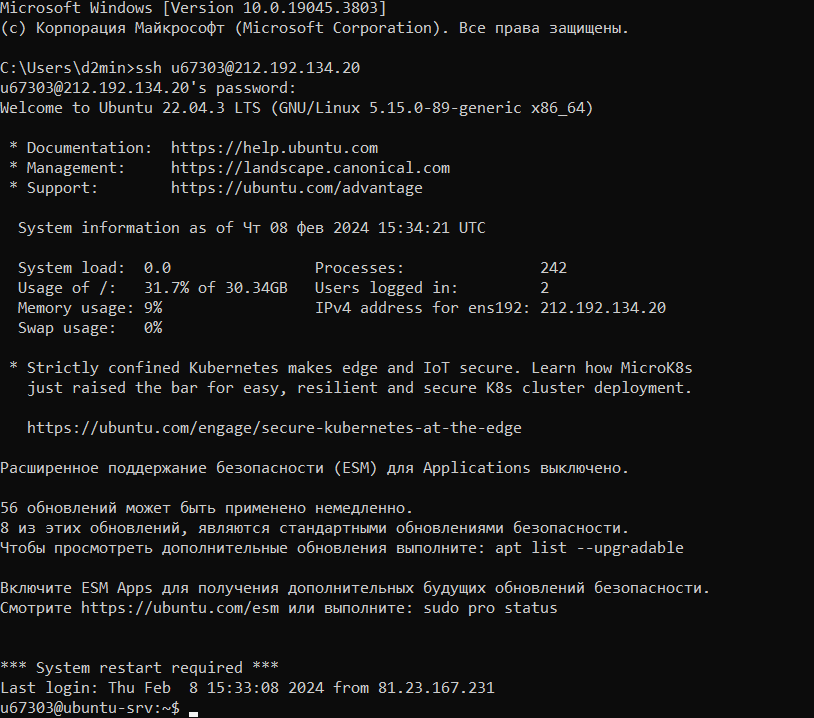 Microsoft Windows [Version 10.0.19045.3803]
(c) Корпорация Майкрософт (Microsoft Corporation). Все права защищены.
C:\Users\d2min>ssh u67303@212.192.134.20
u67303@212.192.134.20's password:
Welcome to Ubuntu 22.04.3 LTS (GNU/Linux 5.15.0-89-generic x86_64)
* Documentation:  https://help.ubuntu.com
* Management:     https://landscape.canonical.com
* Support:        https://ubuntu.com/advantage
System information as of Чт 08 фев 2024 15:34:21 UTC
System load:  0.0                Processes:               242
Usage of /:   31.7% of 30.34GB   Users logged in:         2
Memory usage: 9%                 IPv4 address for ens192: 212.192.134.20
Swap usage:   0%
* Strictly confined Kubernetes makes edge and IoT secure. Learn how MicroK8s
just raised the bar for easy, resilient and secure K8s cluster deployment.
https://ubuntu.com/engage/secure-kubernetes-at-the-edge
Расширенное поддержание безопасности (ESM) для Applications выключено.
56 обновлений может быть применено немедленно.
8 из этих обновлений, являются стандартными обновлениями безопасности.
Чтобы просмотреть дополнительные обновления выполните: apt list --upgradable
Включите ESM Apps для получения дополнительных будущих обновлений безопасности.
Смотрите https://ubuntu.com/esm или выполните: sudo pro status
*** System restart required ***
Last login: Thu Feb  8 15:33:08 2024 from 81.23.167.231
u67303@ubuntu-srv:~$